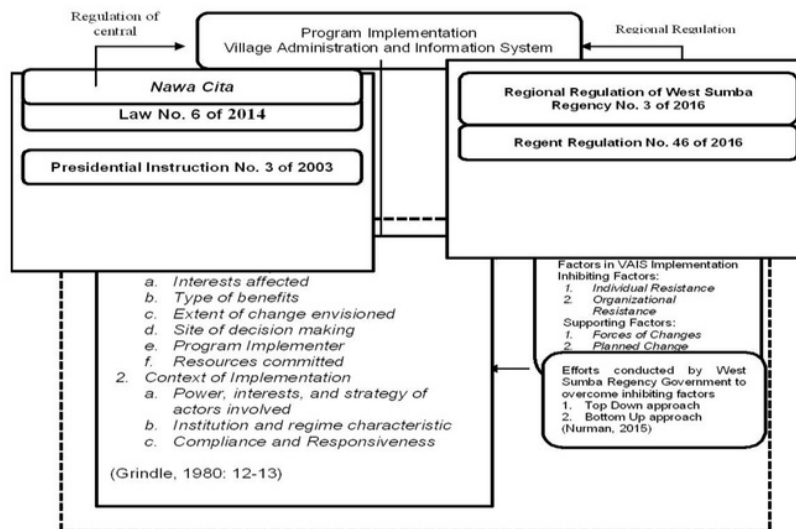 Regulation of
central
Program Implementation
Village Administration and Information System
Regional Regulation
Nawa Cita
Law No. 6 of 2014
Presidential Instruction No. 3 of 2003
Regional Regulation of West Sumba
Regency No. 3 of 2016
Regent Regulation No. 46 of 2016
a. Interests affected
b. Type of benefits
c. Extent of change envisioned
d. Site of decision making
e. Program Implementer
f. Resources committed
2. Context of Implementation
a. Power, interests, and strategy of
actors involved
b. Institution and regime characteristic
c. Compliance and Responsiveness
(Grindle, 1980: 12-13)
Factors in VAIS Implementation
Inhibiting Factors:
1. Individual Resistance
2. Organizational
Resistance
Supporting Factors:
1. Forces of Changes
2. Planned Change
Efforts conducted by West
Sumba Regency Government to
overcome inhibiting factors
1. Top Down approach
2. Bottom Up approach
(Nurman, 2015)